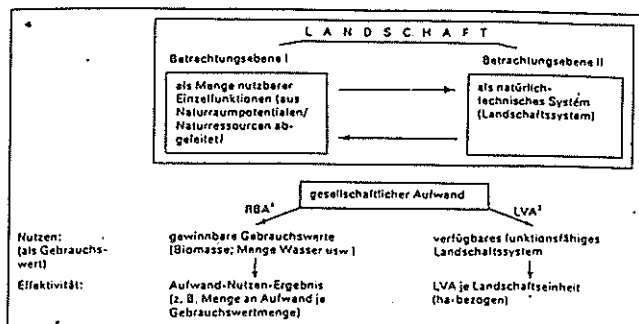 LANDSCHAFT
Betrachtungsebene I
Betrachtungsebene II
als Menge nutzbarer
Einzelfunktionen (aus
Naturraumpotentialen/
Naturressourcen ab-
geleitet)
als natürlich-
technisches System
(Landschaftssystem)
gesellschaftlicher Aufwand
RBA
LVA
Nutzen:
(als Gebrauchs-
wert)
gewinnbare Gebrauchswerte
(Biomasse; Menge Wasser usw.)
verfügbares funktionsfähiges
Landschaftssystem
Effektivität:
Aufwand-Nutzen-Ergebnis
(z. B. Menge an Aufwand je
Gebrauchswertmenge)
LVA je Landschaftseinheit
(ha-bezogen)